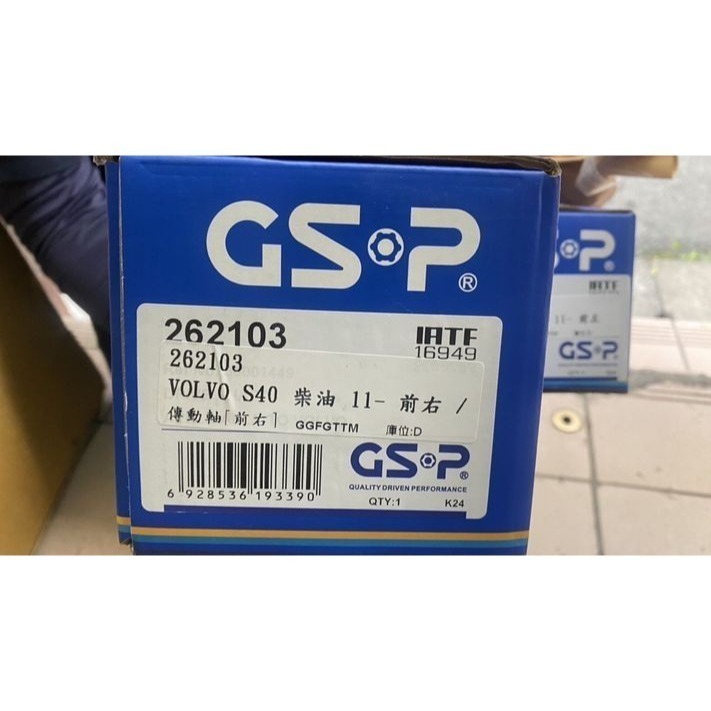 GSP®
262103
IATF
16949
262103
VOLVO S40 柴油 11- 前右 /
傳動軸「前右」 GGFGTTM 庫位:D
6 928536 193390
GSP®
QUALITY DRIVEN PERFORMANCE
QTY:1 K24
P®
IATF
11- 前左
GSP